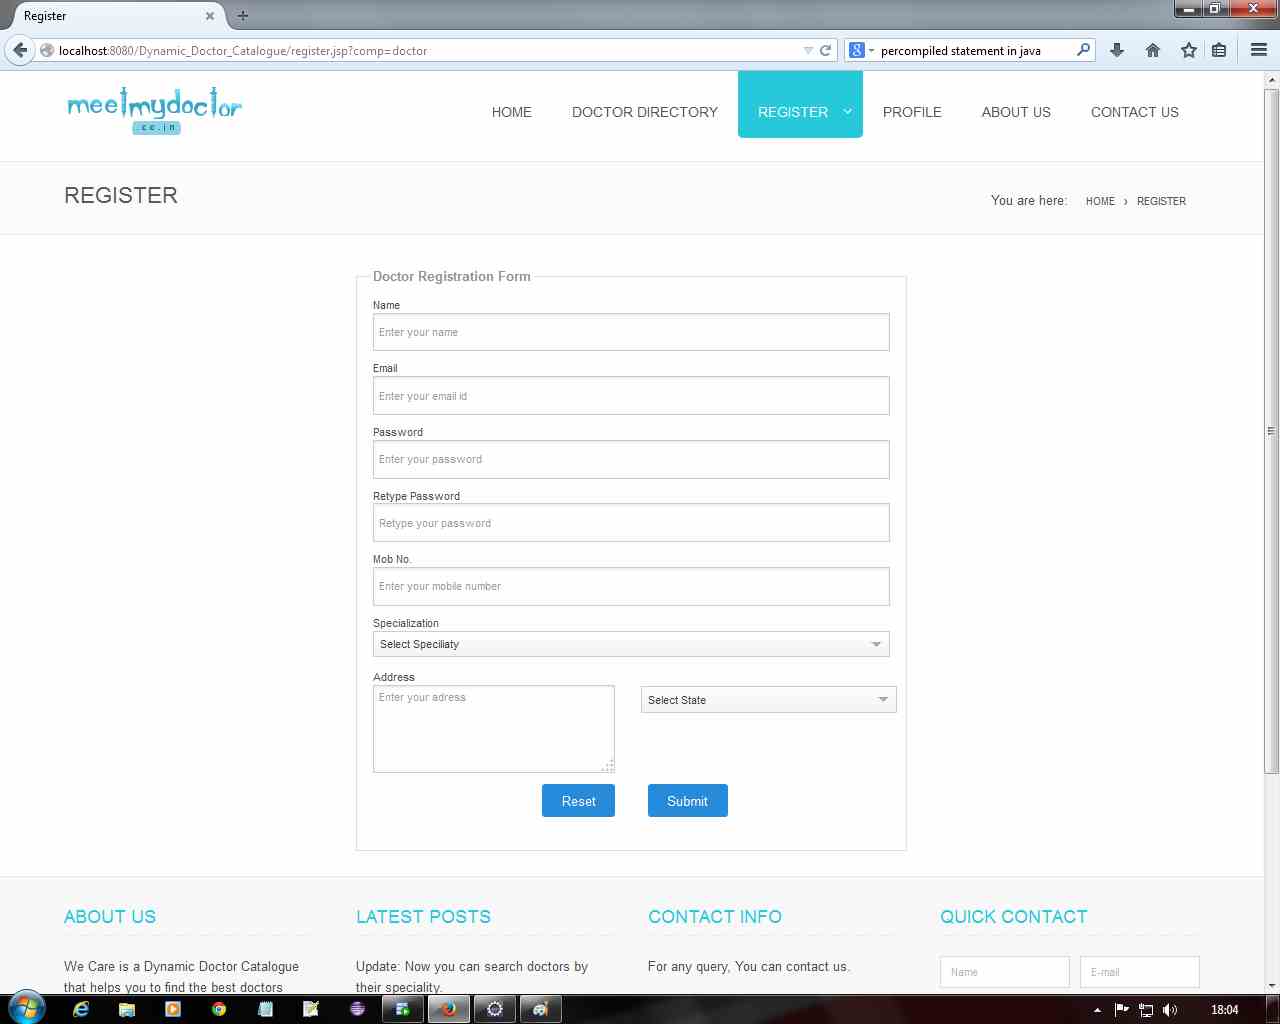 Register
localhost:8080/Dynamic_Doctor_Catalogue/register.jsp?comp=doctor
percompiled statement in java
meetmydoctor
.co.in
HOME
DOCTOR DIRECTORY
REGISTER
PROFILE
ABOUT US
CONTACT US
REGISTER
You are here: HOME › REGISTER
Doctor Registration Form
Name
Enter your name
Email
Enter your email id
Password
Enter your password
Retype Password
Retype your password
Mob No.
Enter your mobile number
Specialization
Select Speciliaty
Address
Enter your adress
Select State
Reset
Submit
ABOUT US
We Care is a Dynamic Doctor Catalogue
that helps you to find the best doctors
LATEST POSTS
Update: Now you can search doctors by
their speciality.
CONTACT INFO
For any query, You can contact us.
QUICK CONTACT
Name
E-mail
18:04